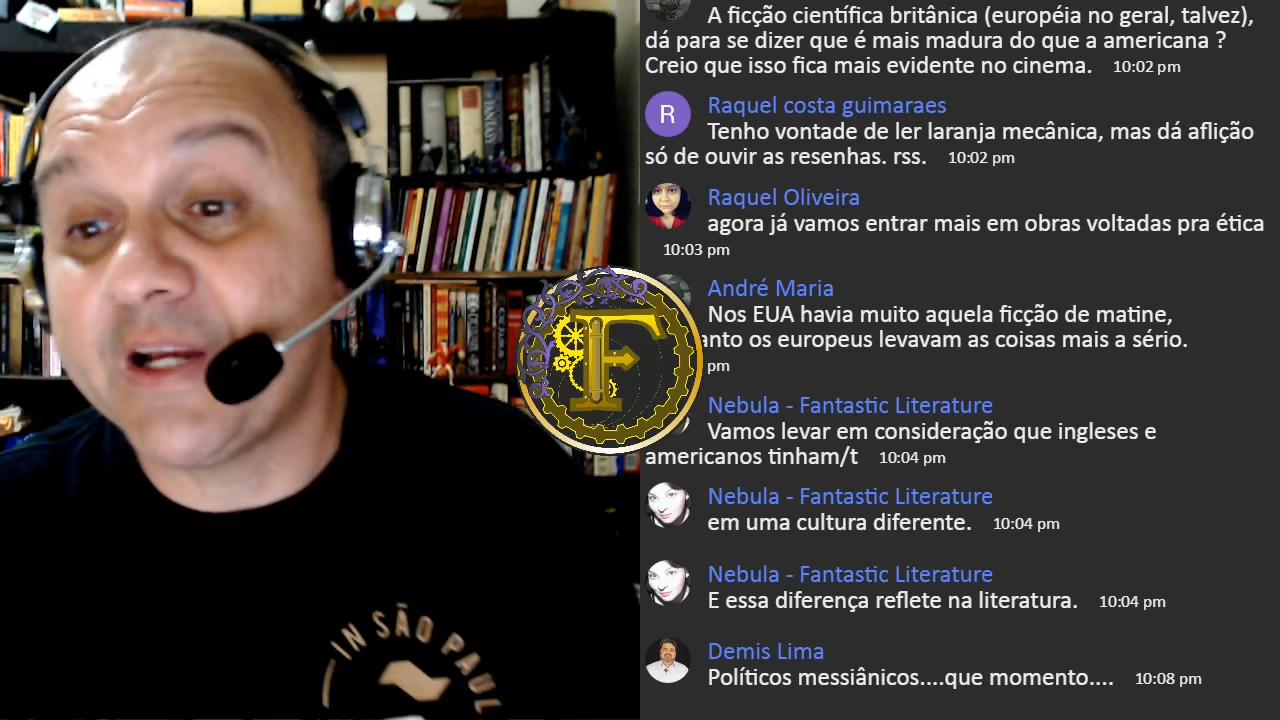 A ficção científica britânica (européia no geral, talvez),
dá para se dizer que é mais madura do que a americana ?
Creio que isso fica mais evidente no cinema. 10:02 pm
R
Raquel costa guimaraes
Tenho vontade de ler laranja mecânica, mas dá aflição
só de ouvir as resenhas. rss. 10:02 pm
Raquel Oliveira
agora já vamos entrar mais em obras voltadas pra ética
10:03 pm
André Maria
Nos EUA havia muito aquela ficção de matine,
anto os europeus levavam as coisas mais a sério.
pm
F
Nebula - Fantastic Literature
Vamos levar em consideração que ingleses e
americanos tinham/t 10:04 pm
Nebula - Fantastic Literature
em uma cultura diferente. 10:04 pm
Nebula - Fantastic Literature
E essa diferença reflete na literatura. 10:04 pm
Demis Lima
Políticos messiânicos....que momento.... 10:08 pm
IN SÃO PAUL